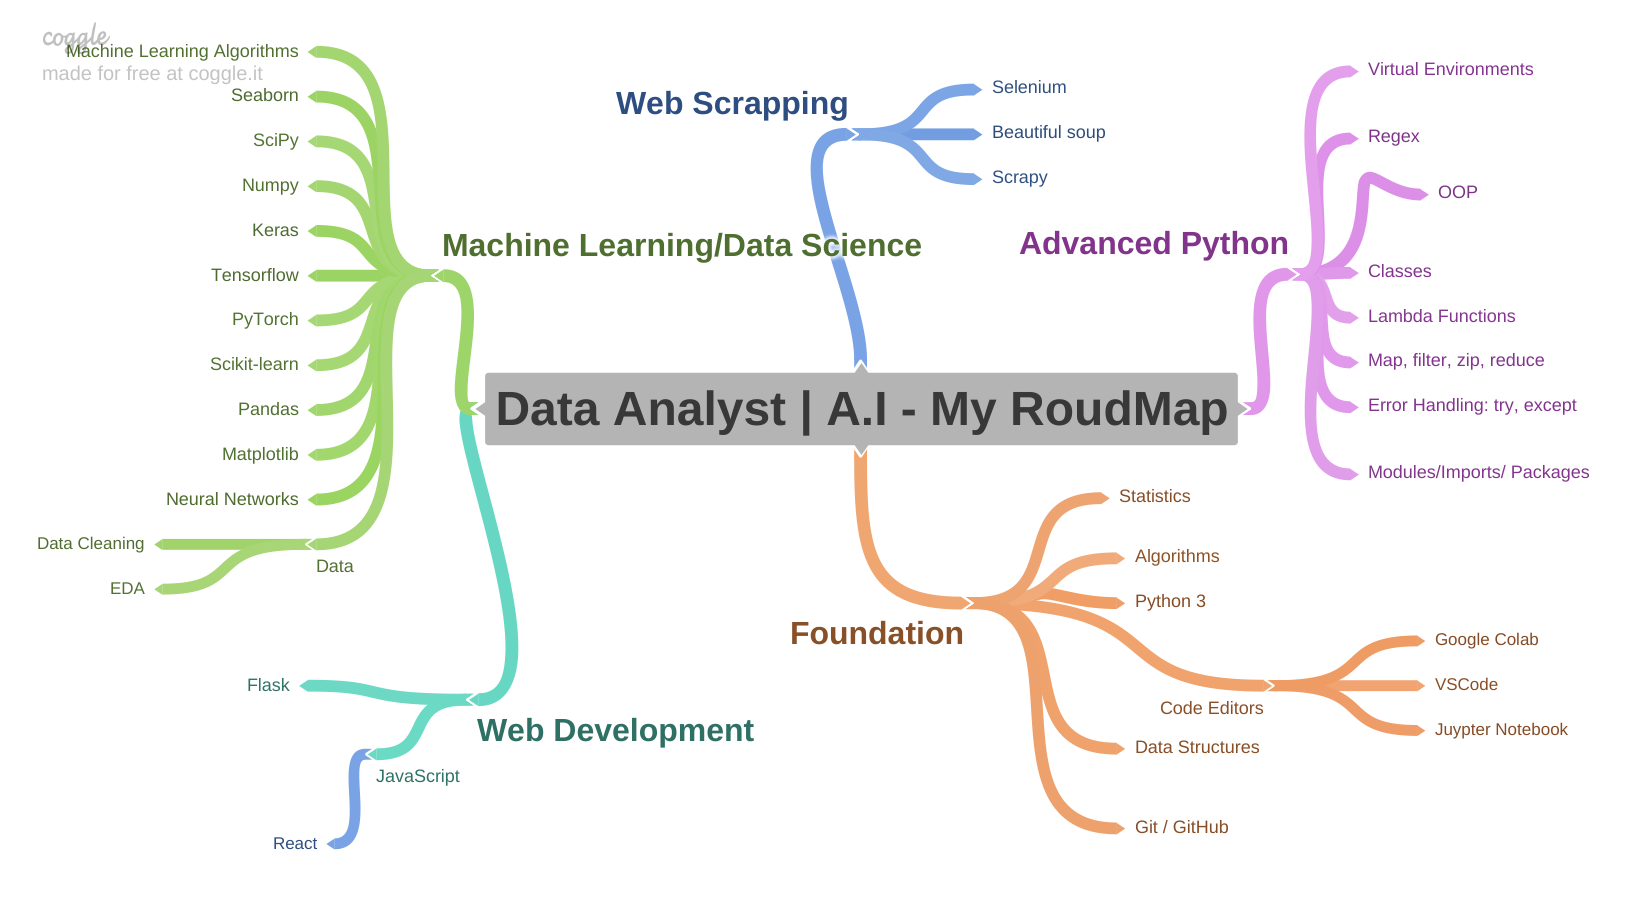 coggle
made for free at coggle.it
Machine Learning Algorithms
Seaborn
SciPy
Numpy
Keras
Tensorflow
PyTorch
Scikit-learn
Pandas
Matplotlib
Neural Networks
Data Cleaning
EDA
Data
Machine Learning/Data Science
Web Scrapping
Selenium
Beautiful soup
Scrapy
Advanced Python
Virtual Environments
Regex
OOP
Classes
Lambda Functions
Map, filter, zip, reduce
Error Handling: try, except
Modules/Imports/ Packages
Data Analyst | A.I - My RoudMap
Foundation
Statistics
Algorithms
Python 3
Code Editors
Google Colab
VSCode
Juypter Notebook
Data Structures
Git / GitHub
Web Development
Flask
JavaScript
React